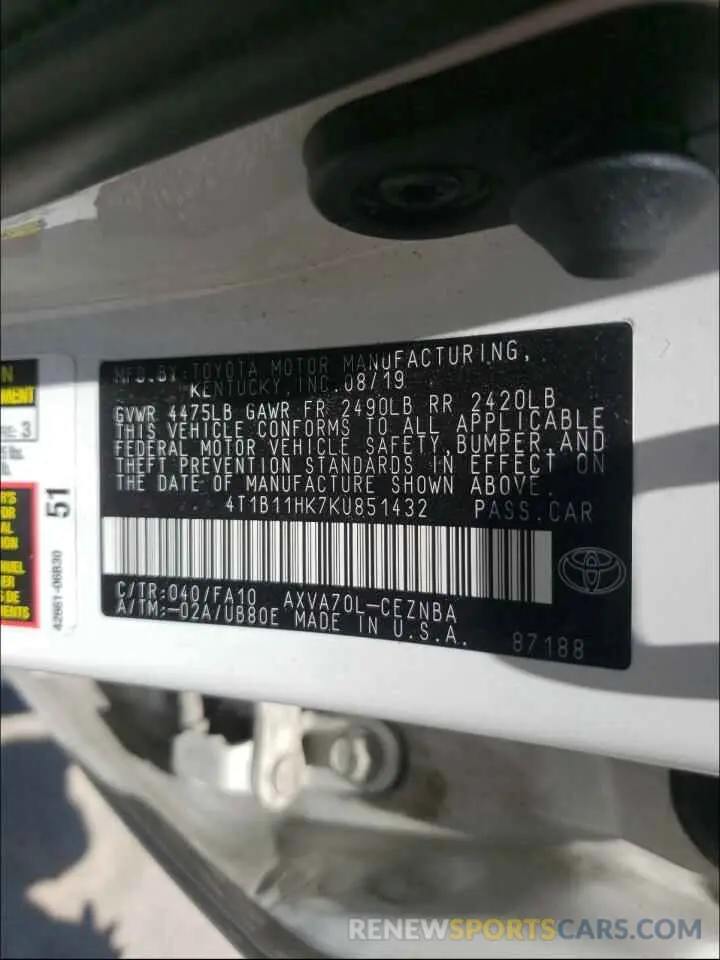 MFD.BY:TOYOTA MOTOR MANUFACTURING,
KENTUCKY,INC.08/19
GVWR 4475LB GAWR FR 2490LB RR 2420LB
THIS VEHICLE CONFORMS TO ALL APPLICABLE
FEDERAL MOTOR VEHICLE SAFETY,BUMPER,AND
THEFT PREVENTION STANDARDS IN EFFECT ON
THE DATE OF MANUFACTURE SHOWN ABOVE.
4T1B11HK7KU851432 PASS.CAR
C/TR:040/FA10 AXVA70L-CEZNBA
A/TM:-02A/UB80E MADE IN U.S.A.
87188
3
51
42661-06B30
RENEWSPORTSCARS.COM